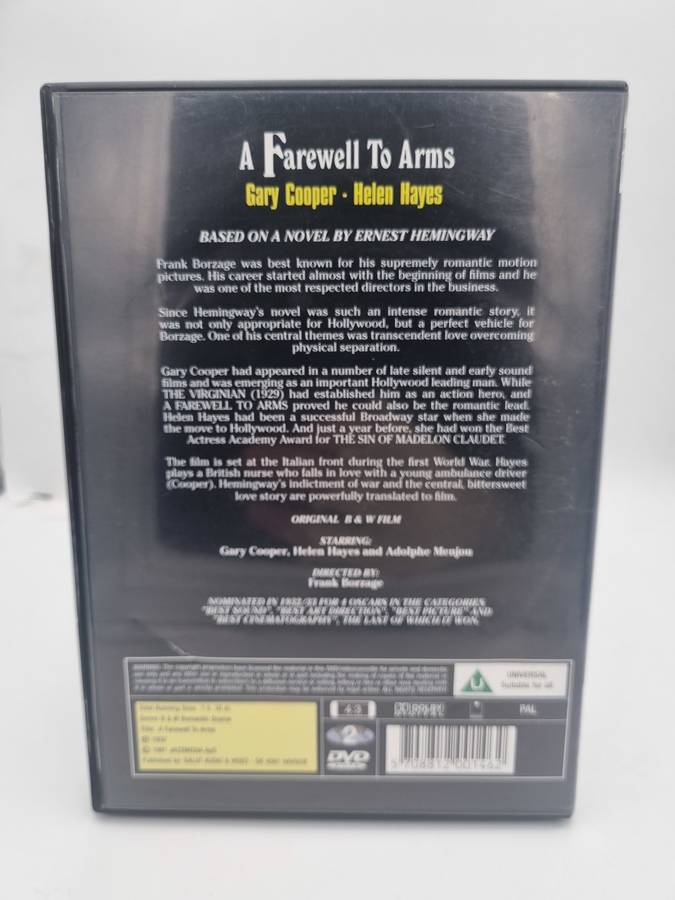 A Farewell To Arms
Gary Cooper · Helen Hayes
BASED ON A NOVEL BY ERNEST HEMINGWAY
Frank Borzage was best known for his supremely romantic motion
pictures. His career started almost with the beginning of films and he
was one of the most respected directors in the business.
Since Hemingway's novel was such an intense romantic story, it
was not only appropriate for Hollywood, but a perfect vehicle for
Borzage. One of his central themes was transcendent love overcoming
physical separation.
Gary Cooper had appeared in a number of late silent and early sound
films and was emerging as an important Hollywood leading man. While
THE VIRGINIAN (1929) had established him as an action hero, and
A FAREWELL TO ARMS proved he could also be the romantic lead.
Helen Hayes had been a successful Broadway star when she made
the move to Hollywood. And just a year before, she had won the Best
Actress Academy Award for THE SIN OF MADELON CLAUDET.
The film is set at the Italian front during the first World War. Hayes
plays a British nurse who falls in love with a young ambulance driver
(Cooper). Hemingway's indictment of war and the central, bittersweet
love story are powerfully translated to film.
ORIGINAL B & W FILM
STARRING:
Gary Cooper, Helen Hayes and Adolphe Menjou
DIRECTED BY:
Frank Borzage
NOMINATED IN 1932/33 FOR 4 OSCARS IN THE CATEGORIES
"BEST SOUND", "BEST ART DIRECTION", "BEST PICTURE" AND
"BEST CINEMATOGRAPHY", THE LAST OF WHICH IT WON.
U
UNIVERSAL
Suitable for all
Title: A Farewell To Arms
4:3
DOLBY
DIGITAL
PAL
2
DVD
5 708812 001462